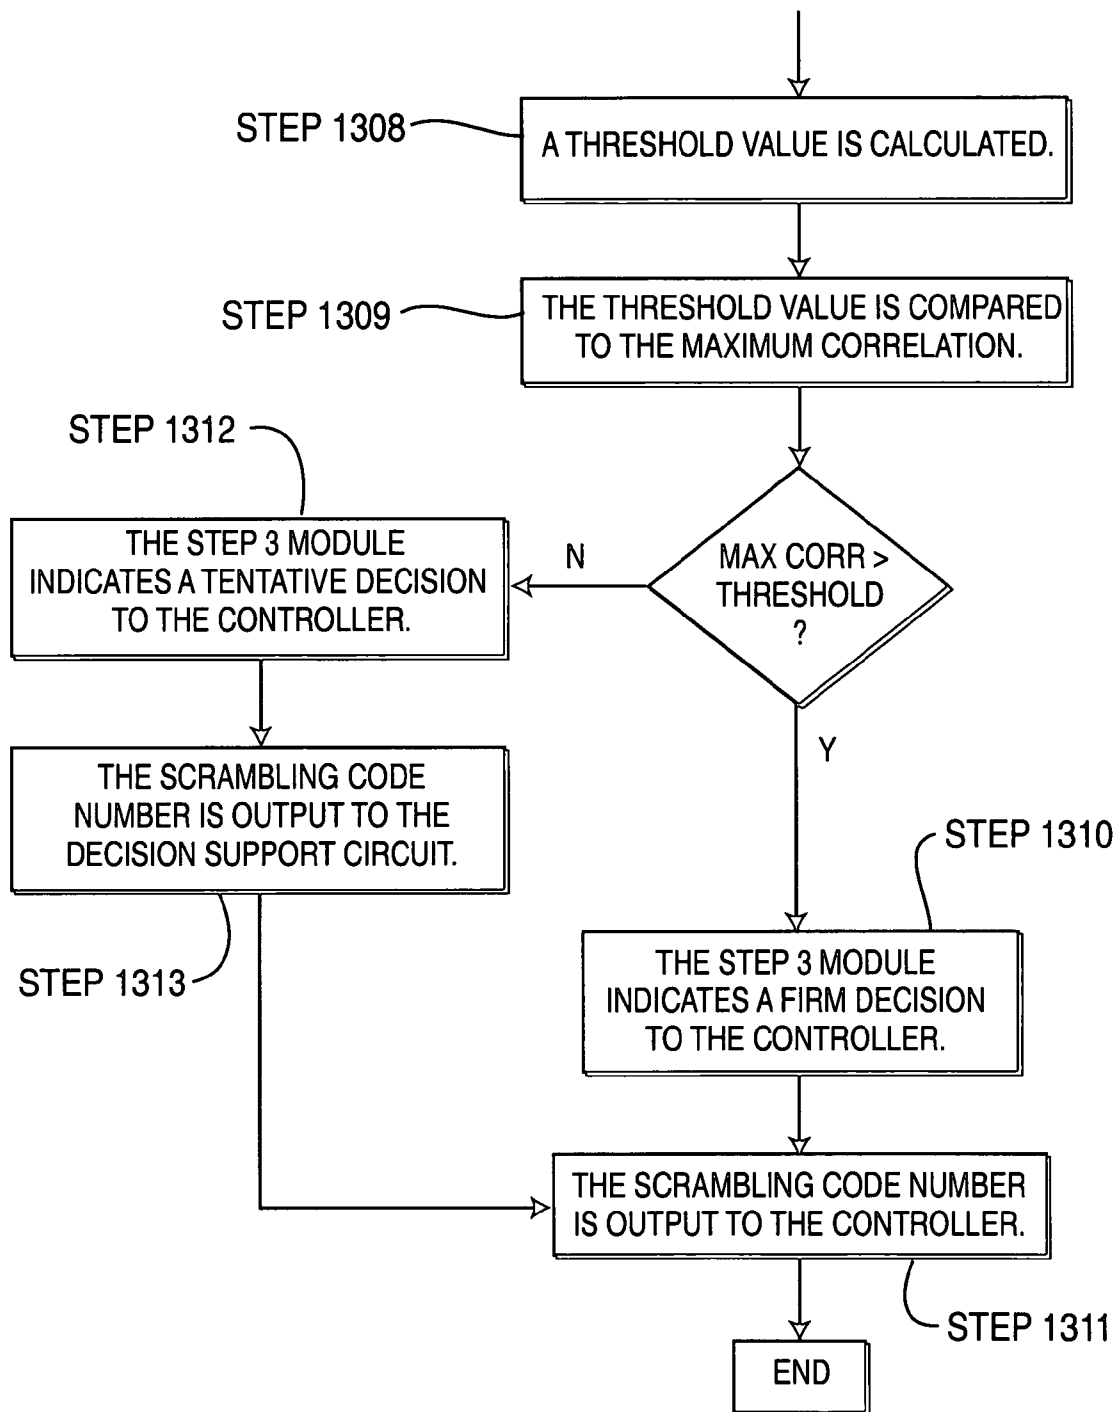 STEP 1308
A THRESHOLD VALUE IS CALCULATED.
STEP 1309
THE THRESHOLD VALUE IS COMPARED
TO THE MAXIMUM CORRELATION.
MAX CORR >
THRESHOLD
?
N
STEP 1312
THE STEP 3 MODULE
INDICATES A TENTATIVE DECISION
TO THE CONTROLLER.
THE SCRAMBLING CODE
NUMBER IS OUTPUT TO THE
DECISION SUPPORT CIRCUIT.
STEP 1313
Y
STEP 1310
THE STEP 3 MODULE
INDICATES A FIRM DECISION
TO THE CONTROLLER.
THE SCRAMBLING CODE NUMBER
IS OUTPUT TO THE CONTROLLER.
STEP 1311
END